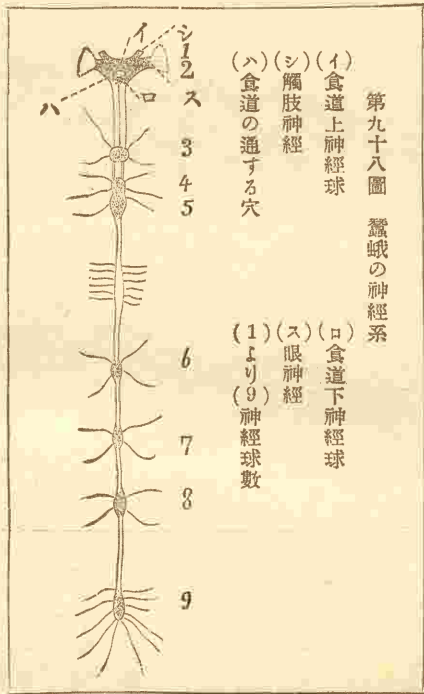 第九十八圖　蠶蛾の神經系
(イ)食道上神經球
(ロ)食道下神經球
(シ)觸肢神經
(ス)眼神經
(ハ)食道の通する穴
(1より9)神經球數
イ
シ
1
2
ハ
ロ
ス
3
4
5
6
7
8
9